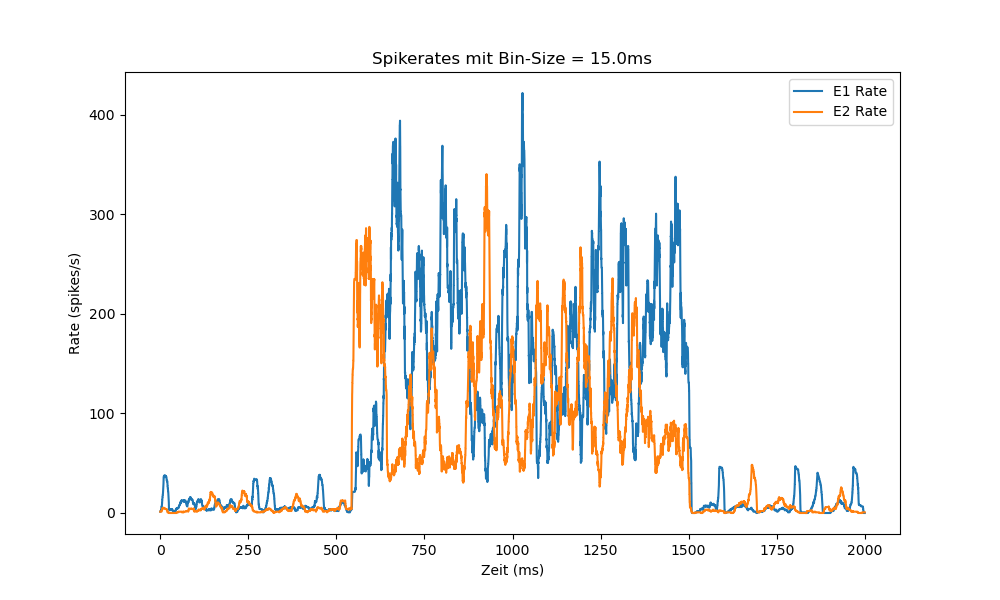 Spikerates mit Bin-Size = 15.0ms
E1 Rate
E2 Rate
Rate (spikes/s)
400
300
200
100
0
0 250 500 750 1000 1250 1500 1750 2000
Zeit (ms)